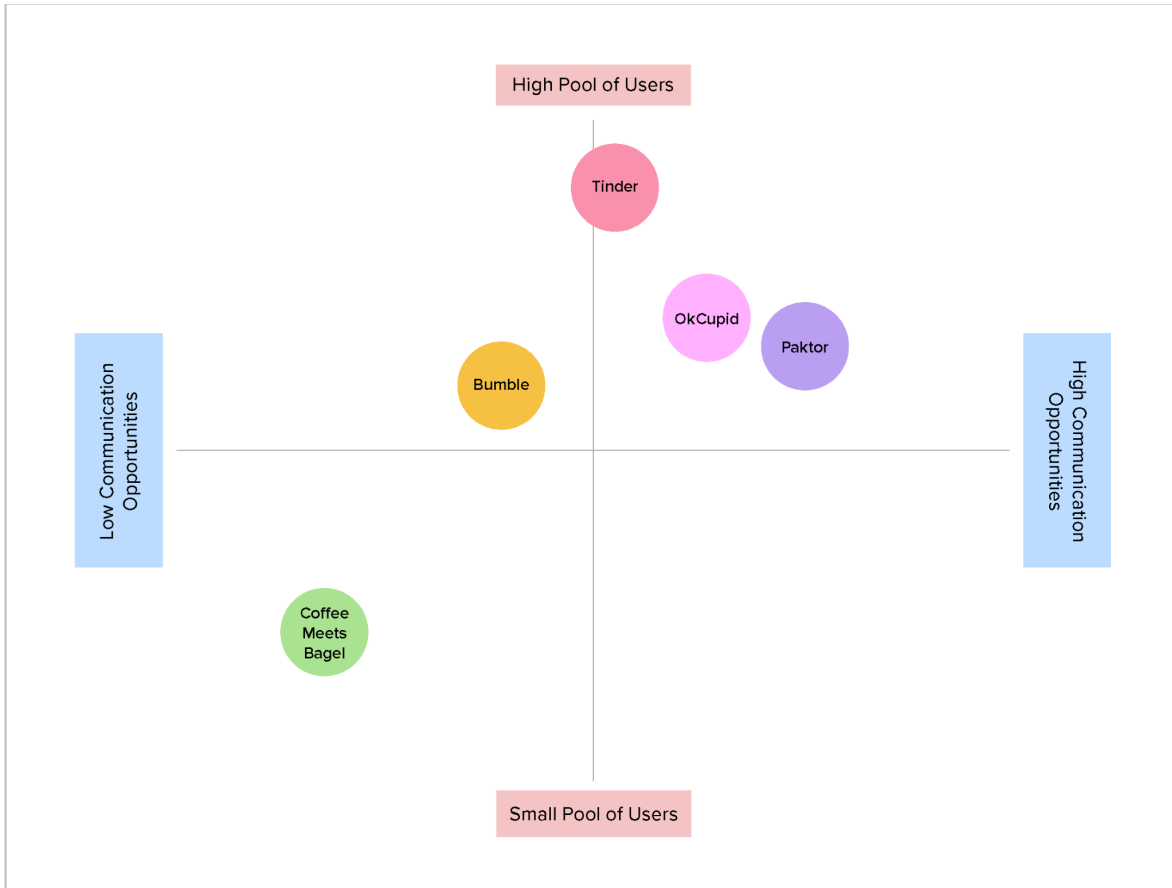 High Pool of Users
Tinder
OkCupid
Paktor
Bumble
Low Communication
Opportunities
High Communication
Opportunities
Coffee
Meets
Bagel
Small Pool of Users